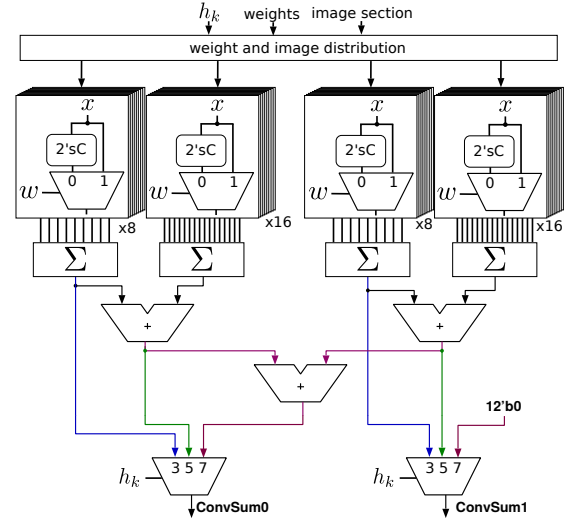 h_k weights image section
weight and image distribution
x x x x
2'sC 2'sC 2'sC 2'sC
w 0 1 w 0 1 w 0 1 w 0 1
x8 x16 x8 x16
Σ Σ Σ Σ
+ +
+
12'b0
h_k 3 5 7 h_k 3 5 7
ConvSum0 ConvSum1